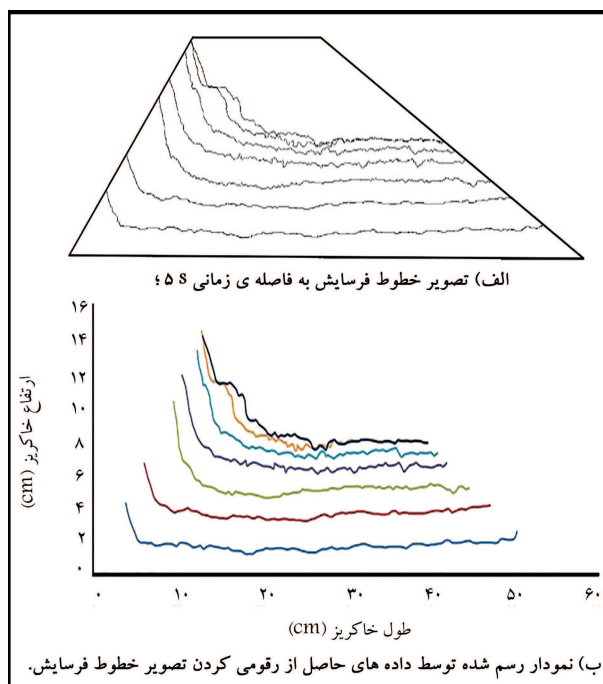 الف) تصویر خطوط فرسایش به فاصله ی زمانی ۵ s ؛
۱۶
۱۴
۱۲
۱۰
۸
۶
۴
۲
۰
ارتفاع خاکریز (cm)
۰ ۱۰ ۲۰ ۳۰ ۴۰ ۵۰ ۶۰
طول خاکریز (cm)
ب) نمودار رسم شده توسط داده های حاصل از رقومی کردن تصویر خطوط فرسایش.